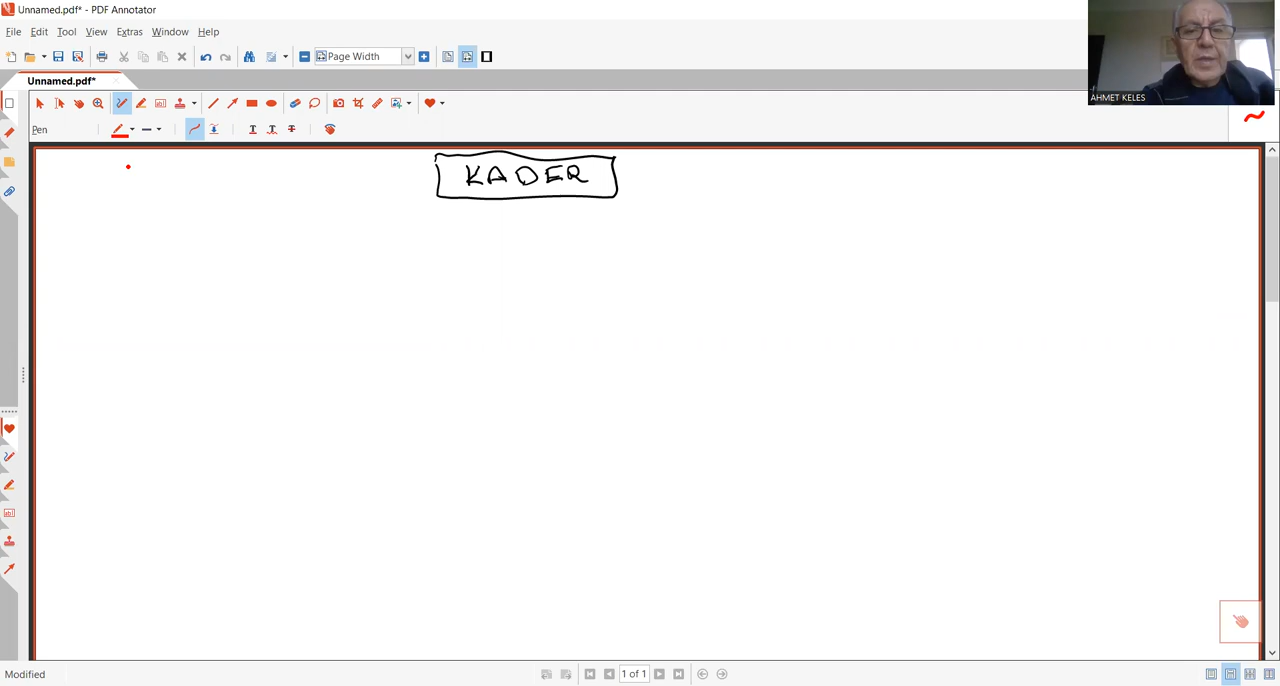 Unnamed.pdf* - PDF Annotator
File Edit Tool View Extras Window Help
Page Width
Unnamed.pdf*
AHMET KELES
Pen
KADER
Modified
1 of 1